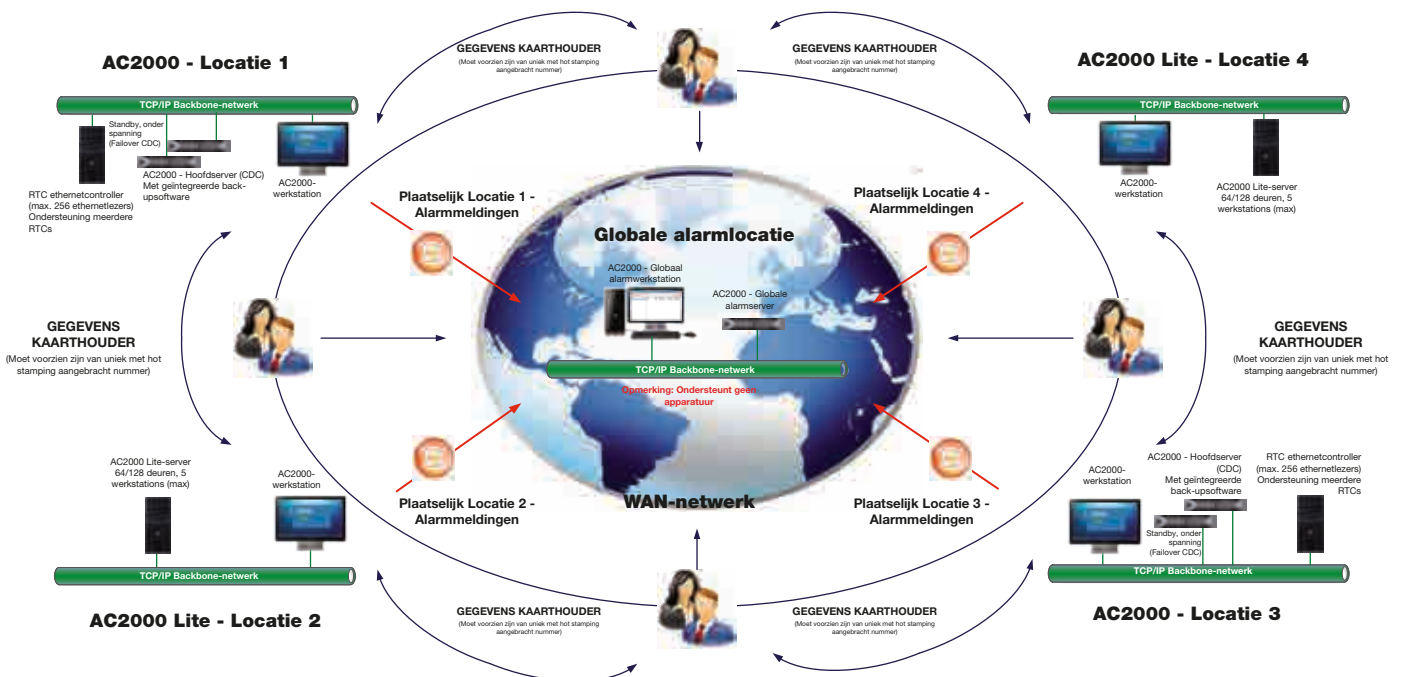 GEGEVENS KAARTHOUDER
(Moet voorzien zijn van uniek met hot stamping
aangebracht nummer)
GEGEVENS KAARTHOUDER
(Moet voorzien zijn van uniek met hot stamping
aangebracht nummer)
AC2000 - Locatie 1
TCP/IP Backbone-netwerk
Standby, onder
spanning
(Failover CDC)
RTC ethernetcontroller
(max. 256 ethernetlezers)
Ondersteuning meerdere
RTCs
AC2000 - Hoofdserver (CDC)
Met geïntegreerde back-
upsoftware
AC2000-
werkstation
AC2000 Lite - Locatie 4
TCP/IP Backbone-netwerk
AC2000-
werkstation
AC2000 Lite-server
64/128 deuren, 5
werkstations (max)
Plaatselijk Locatie 1 -
Alarmmeldingen
Plaatselijk Locatie 4 -
Alarmmeldingen
Globale alarmlocatie
AC2000 - Globaal
alarmwerkstation
AC2000 - Globale
alarmserver
TCP/IP Backbone-netwerk
Opmerking: Ondersteunt geen
apparatuur
GEGEVENS
KAARTHOUDER
(Moet voorzien zijn van uniek met hot
stamping aangebracht nummer)
GEGEVENS
KAARTHOUDER
(Moet voorzien zijn van uniek met hot
stamping aangebracht nummer)
WAN-netwerk
Plaatselijk Locatie 2 -
Alarmmeldingen
Plaatselijk Locatie 3 -
Alarmmeldingen
AC2000 Lite-server
64/128 deuren, 5
werkstations (max)
AC2000-
werkstation
TCP/IP Backbone-netwerk
AC2000 Lite - Locatie 2
AC2000-
werkstation
AC2000 - Hoofdserver
(CDC)
Met geïntegreerde
back-upsoftware
Standby, onder
spanning
(Failover CDC)
RTC ethernetcontroller
(max. 256 ethernetlezers)
Ondersteuning meerdere
RTCs
TCP/IP Backbone-netwerk
AC2000 - Locatie 3
GEGEVENS KAARTHOUDER
(Moet voorzien zijn van uniek met hot stamping
aangebracht nummer)
GEGEVENS KAARTHOUDER
(Moet voorzien zijn van uniek met hot stamping
aangebracht nummer)